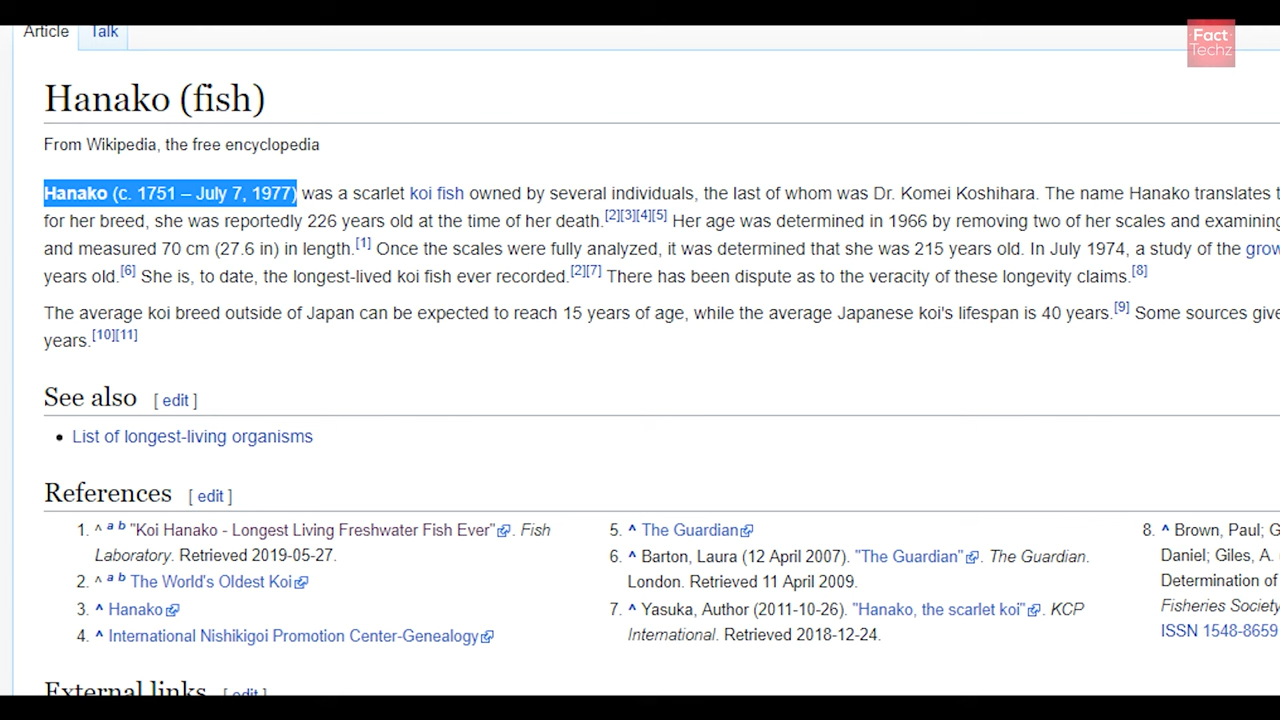 Article Talk
Fact
Techz
Hanako (fish)
From Wikipedia, the free encyclopedia
Hanako (c. 1751 – July 7, 1977) was a scarlet koi fish owned by several individuals, the last of whom was Dr. Komei Koshihara. The name Hanako translates
for her breed, she was reportedly 226 years old at the time of her death.[2][3][4][5] Her age was determined in 1966 by removing two of her scales and examining
and measured 70 cm (27.6 in) in length.[1] Once the scales were fully analyzed, it was determined that she was 215 years old. In July 1974, a study of the
years old.[6] She is, to date, the longest-lived koi fish ever recorded.[2][7] There has been dispute as to the veracity of these longevity claims.[8]
The average koi breed outside of Japan can be expected to reach 15 years of age, while the average Japanese koi's lifespan is 40 years.[9] Some sources give
years.[10][11]
See also [ edit ]
• List of longest-living organisms
References [ edit ]
1. ^ a b "Koi Hanako - Longest Living Freshwater Fish Ever". Fish
Laboratory. Retrieved 2019-05-27.
2. ^ a b The World's Oldest Koi
3. ^ Hanako
4. ^ International Nishikigoi Promotion Center-Genealogy
5. ^ The Guardian
6. ^ Barton, Laura (12 April 2007). "The Guardian". The Guardian.
London. Retrieved 11 April 2009.
7. ^ Yasuka, Author (2011-10-26). "Hanako, the scarlet koi". KCP
International. Retrieved 2018-12-24.
8. ^ Brown, Paul; G
Daniel; Giles, A.
Determination of
Fisheries Society
ISSN 1548-8659
External links [ edit ]